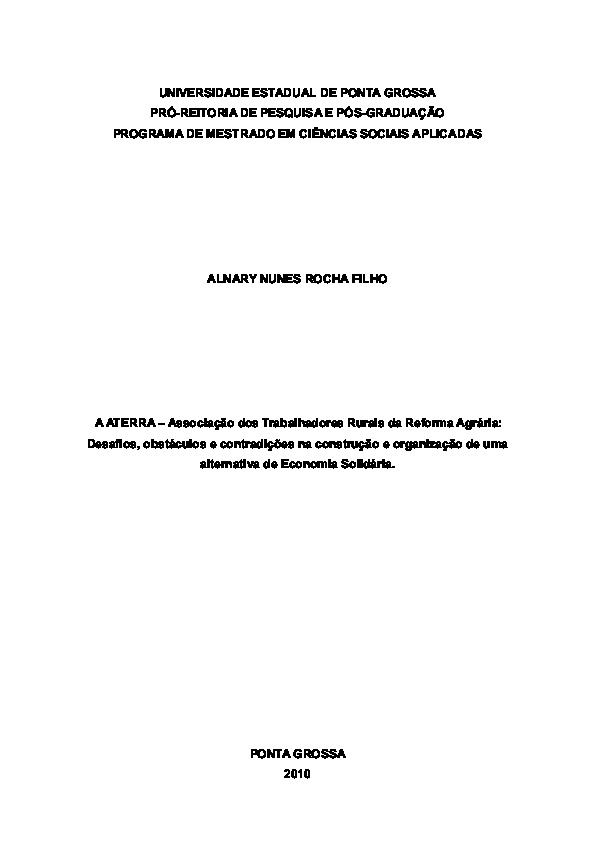 UNIVERSIDADE ESTADUAL DE PONTA GROSSA
PRÓ-REITORIA DE PESQUISA E PÓS-GRADUAÇÃO
PROGRAMA DE MESTRADO EM CIÊNCIAS SOCIAIS APLICADAS
ALNARY NUNES ROCHA FILHO
A ATERRA – Associação dos Trabalhadores Rurais da Reforma Agrária:
Desafios, obstáculos e contradições na construção e organização de uma
alternativa de Economia Solidária.
PONTA GROSSA
2010